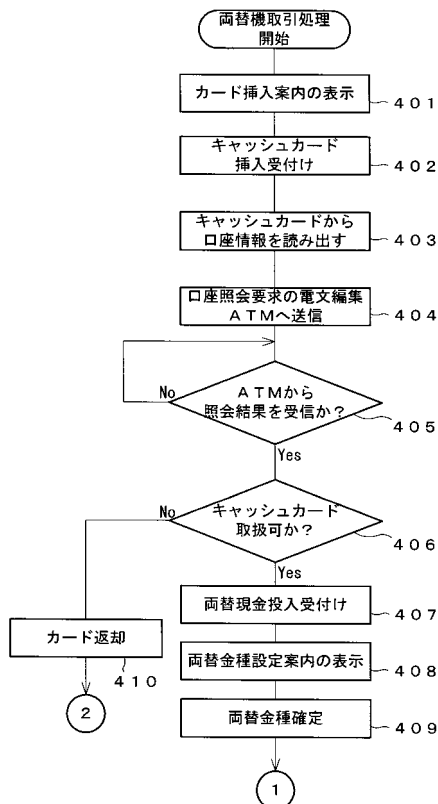 両替機取引処理
開始
カード挿入案内の表示
401
キャッシュカード
挿入受付け
402
キャッシュカードから
口座情報を読み出す
403
口座照会要求の電文編集
ATMへ送信
404
No
ATMから
照会結果を受信か?
405
Yes
No
キャッシュカード
取扱可か?
406
Yes
両替現金投入受付け
407
カード返却
410
両替金種設定案内の表示
408
2
両替金種確定
409
1